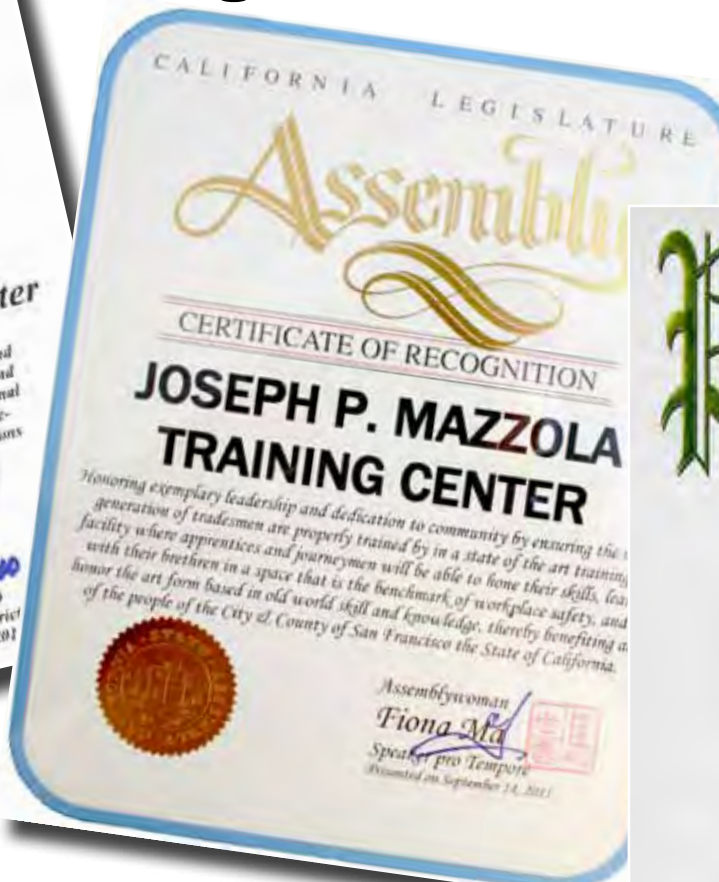 ter
CALIFORNIA LEGISLATURE
Assembly
CERTIFICATE OF RECOGNITION
JOSEPH P. MAZZOLA
TRAINING CENTER
Honoring exemplary leadership and dedication to community by ensuring the
generation of tradesmen are properly trained by in a state of the art training
facility where apprentices and journeymen will be able to hone their skills, lea
with their brethren in a space that is the benchmark of workplace safety, and
honor the art form based in old world skill and knowledge, thereby benefiting a
of the people of the City & County of San Francisco the State of California.
Assemblywoman
Fiona Ma
Speaker pro Tempore
Presented on September 14, 2011